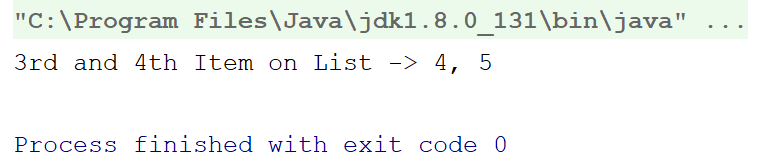 "C:\Program Files\Java\jdk1.8.0_131\bin\java" ...
3rd and 4th Item on List -> 4, 5
Process finished with exit code 0